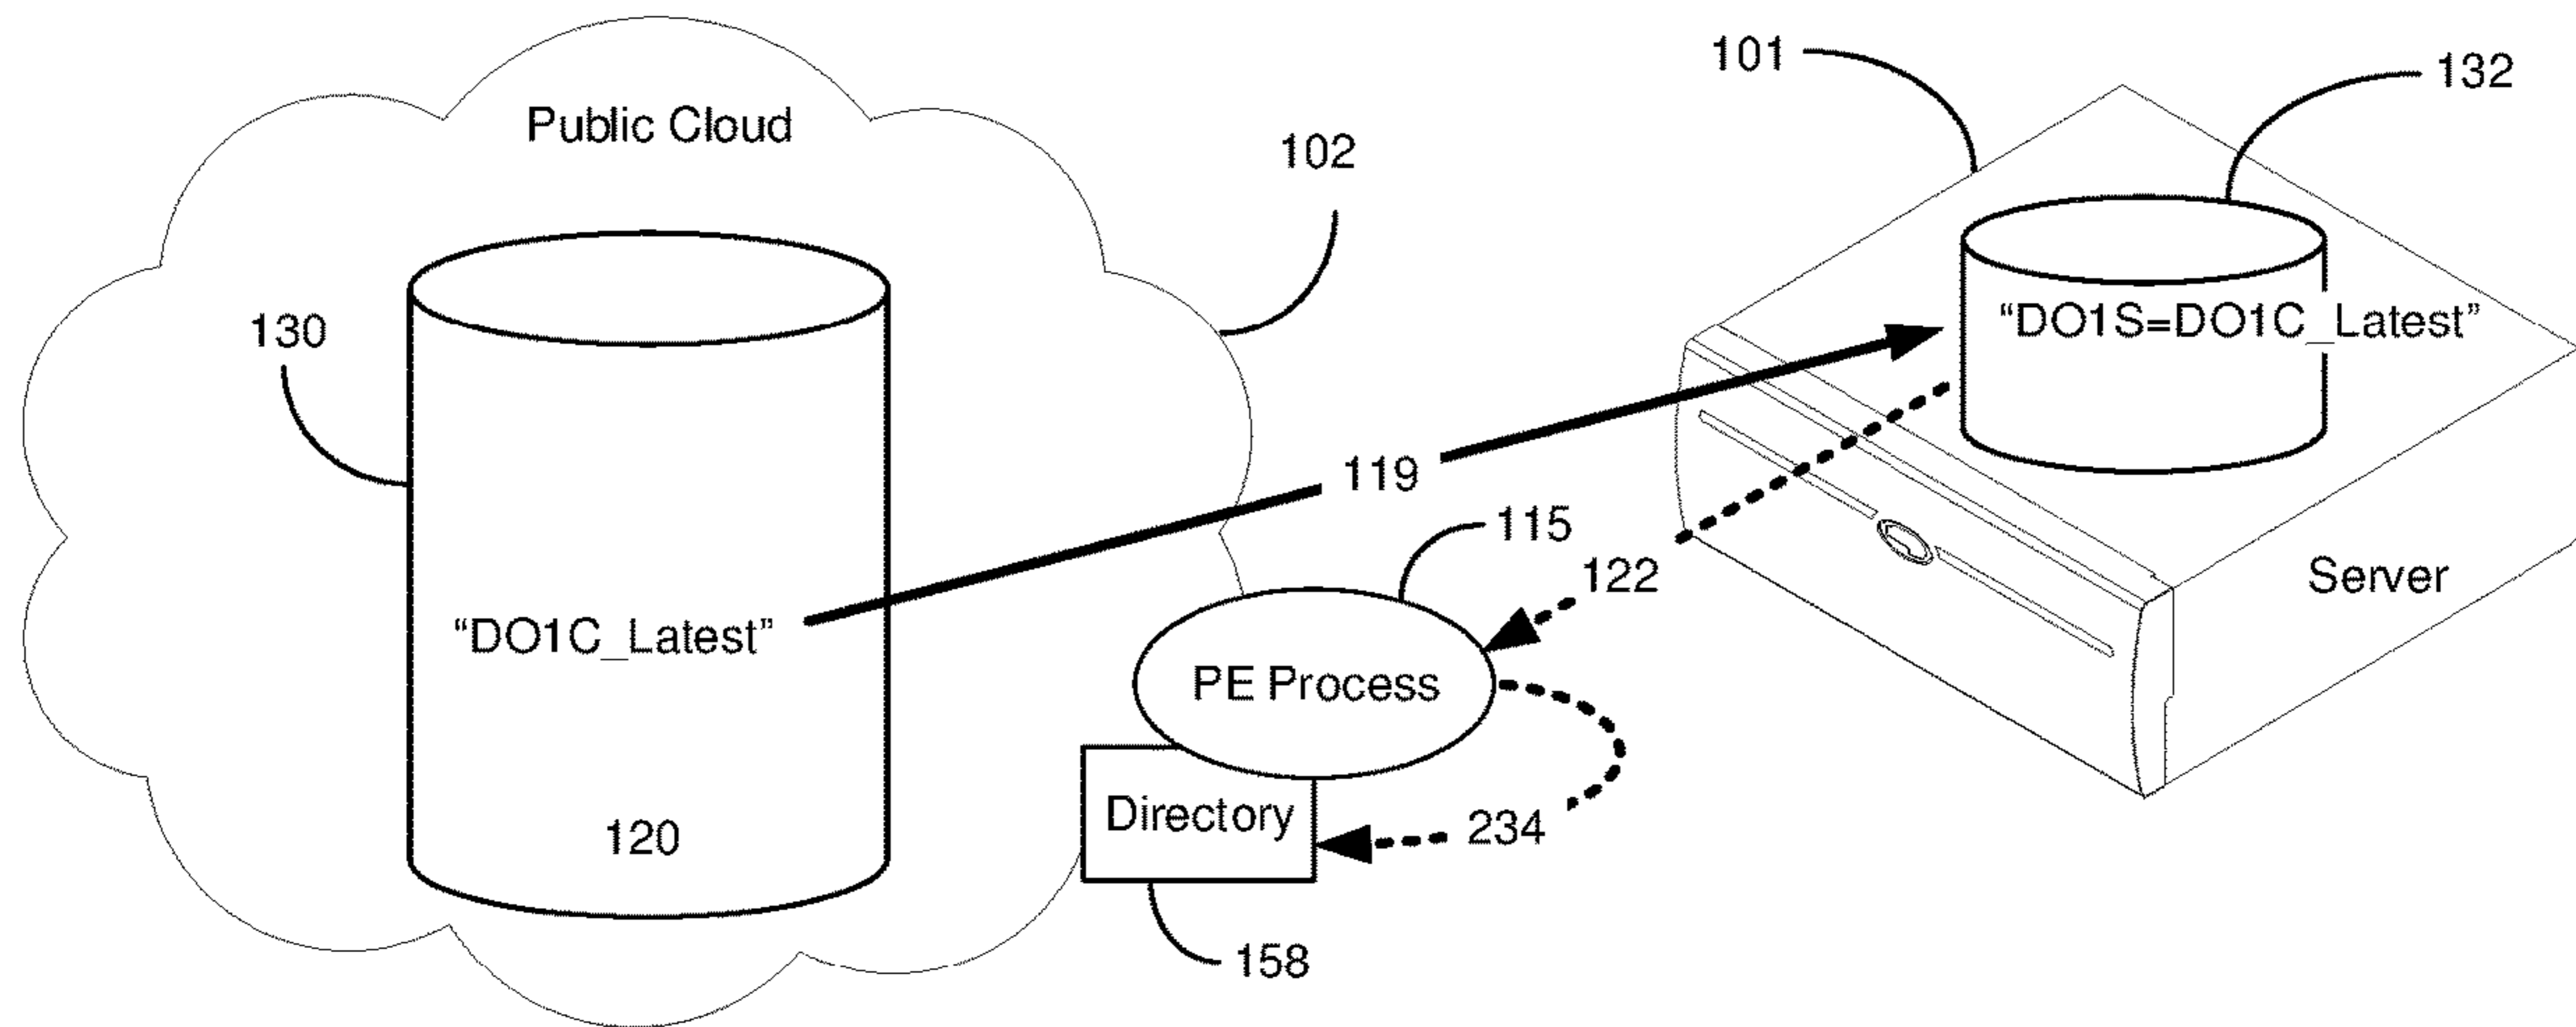 101
132
Public Cloud
102
130
“DO1S=DO1C_Latest”
119
115
122
Server
“DO1C_Latest”
PE Process
Directory
234
120
158